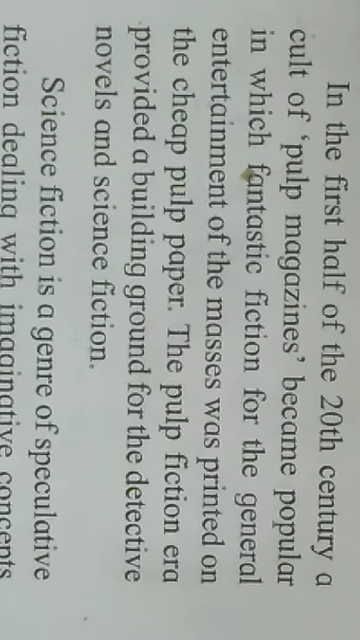 In the first half of the 20th century a
cult of ‘pulp magazines’ became popular
in which fantastic fiction for the general
entertainment of the masses was printed on
the cheap pulp paper. The pulp fiction era
provided a building ground for the detective
novels and science fiction.
Science fiction is a genre of speculative
fiction dealing with imaginative concepts